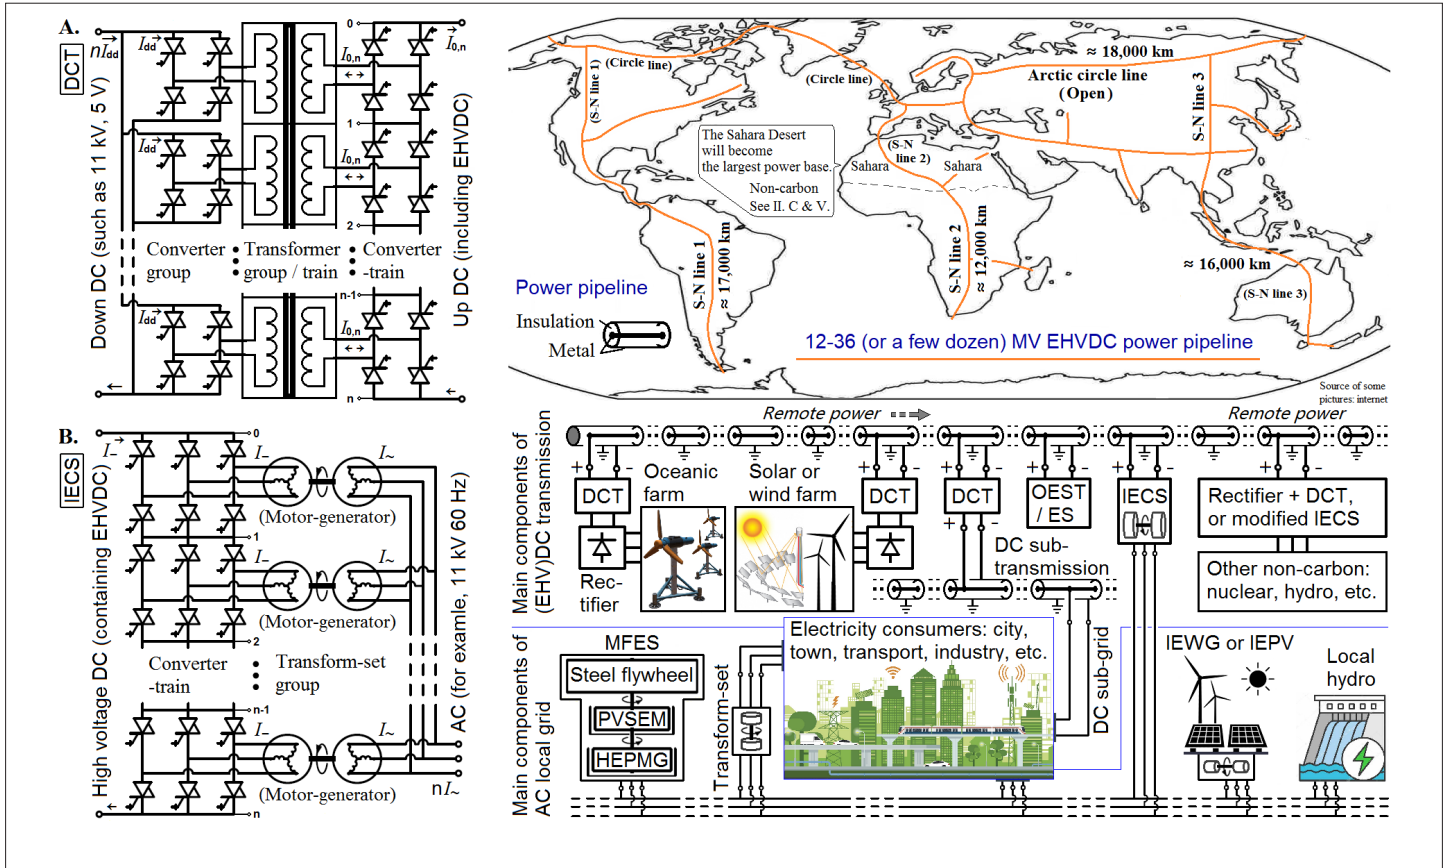 A.
DCT
nIdd
Idd
Idd
Idd
Down DC (such as 11 kV, 5 V)
0
1
2
n-1
n
I0,n
I0,n
I0,n
I0,n
Up DC (including EHVDC)
Converter
group
Transformer
group / train
Converter
-train
B.
IECS
I–
High voltage DC (containing EHVDC)
0
1
2
n-1
n
I–
I~
(Motor-generator)
I–
I~
(Motor-generator)
I–
I~
(Motor-generator)
Converter
-train
Transform-set
group
nI~
AC (for examle, 11 kV 60 Hz)
(Circle line)
(S-N line 1)
(Circle line)
≈ 18,000 km
Arctic circle line
(Open)
S-N line 3
The Sahara Desert
will become
the largest power base.
Non-carbon
See II. C & V.
(S-N
line 2)
Sahara
Sahara
S-N line 1
≈ 17,000 km
S-N line 2
≈ 12,000 km
≈ 16,000 km
(S-N line 3)
Power pipeline
Insulation
Metal
12-36 (or a few dozen) MV EHVDC power pipeline
Source of some
pictures: internet
Main components of
(EHV)DC transmission
Remote power
Remote power
+ -
+ -
+ -
+ -
+ -
+ -
DCT
Oceanic
farm
Solar or
wind farm
DCT
DCT
OEST
/ ES
IECS
Rectifier + DCT,
or modified IECS
Rec-
tifier
+ -
DC sub-
transmission
Other non-carbon:
nuclear, hydro, etc.
Main components of
AC local grid
MFES
Steel flywheel
PVSEM
HEPMG
Transform-set
Electricity consumers: city,
town, transport, industry, etc.
DC sub-grid
IEWG or IEPV
Local
hydro